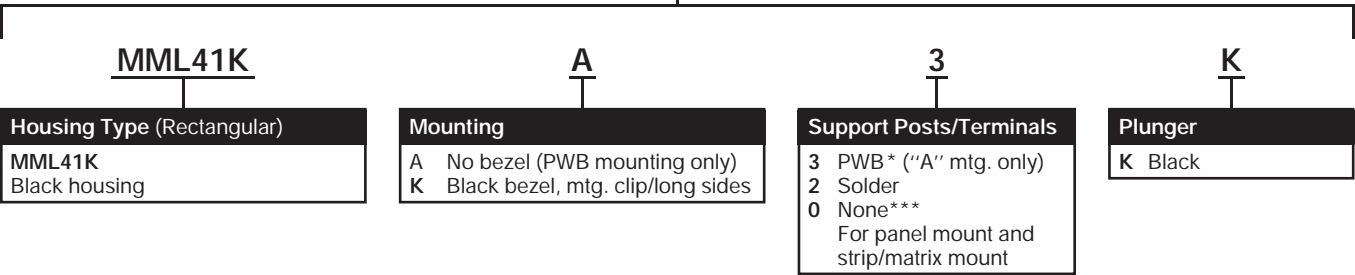 MML41K A 3 K
Housing Type (Rectangular)
MML41K
Black housing
Mounting
A No bezel (PWB mounting only)
K Black bezel, mtg. clip/long sides
Support Posts/Terminals
3 PWB* (“A” mtg. only)
2 Solder
0 None***
For panel mount and
strip/matrix mount
Plunger
K Black